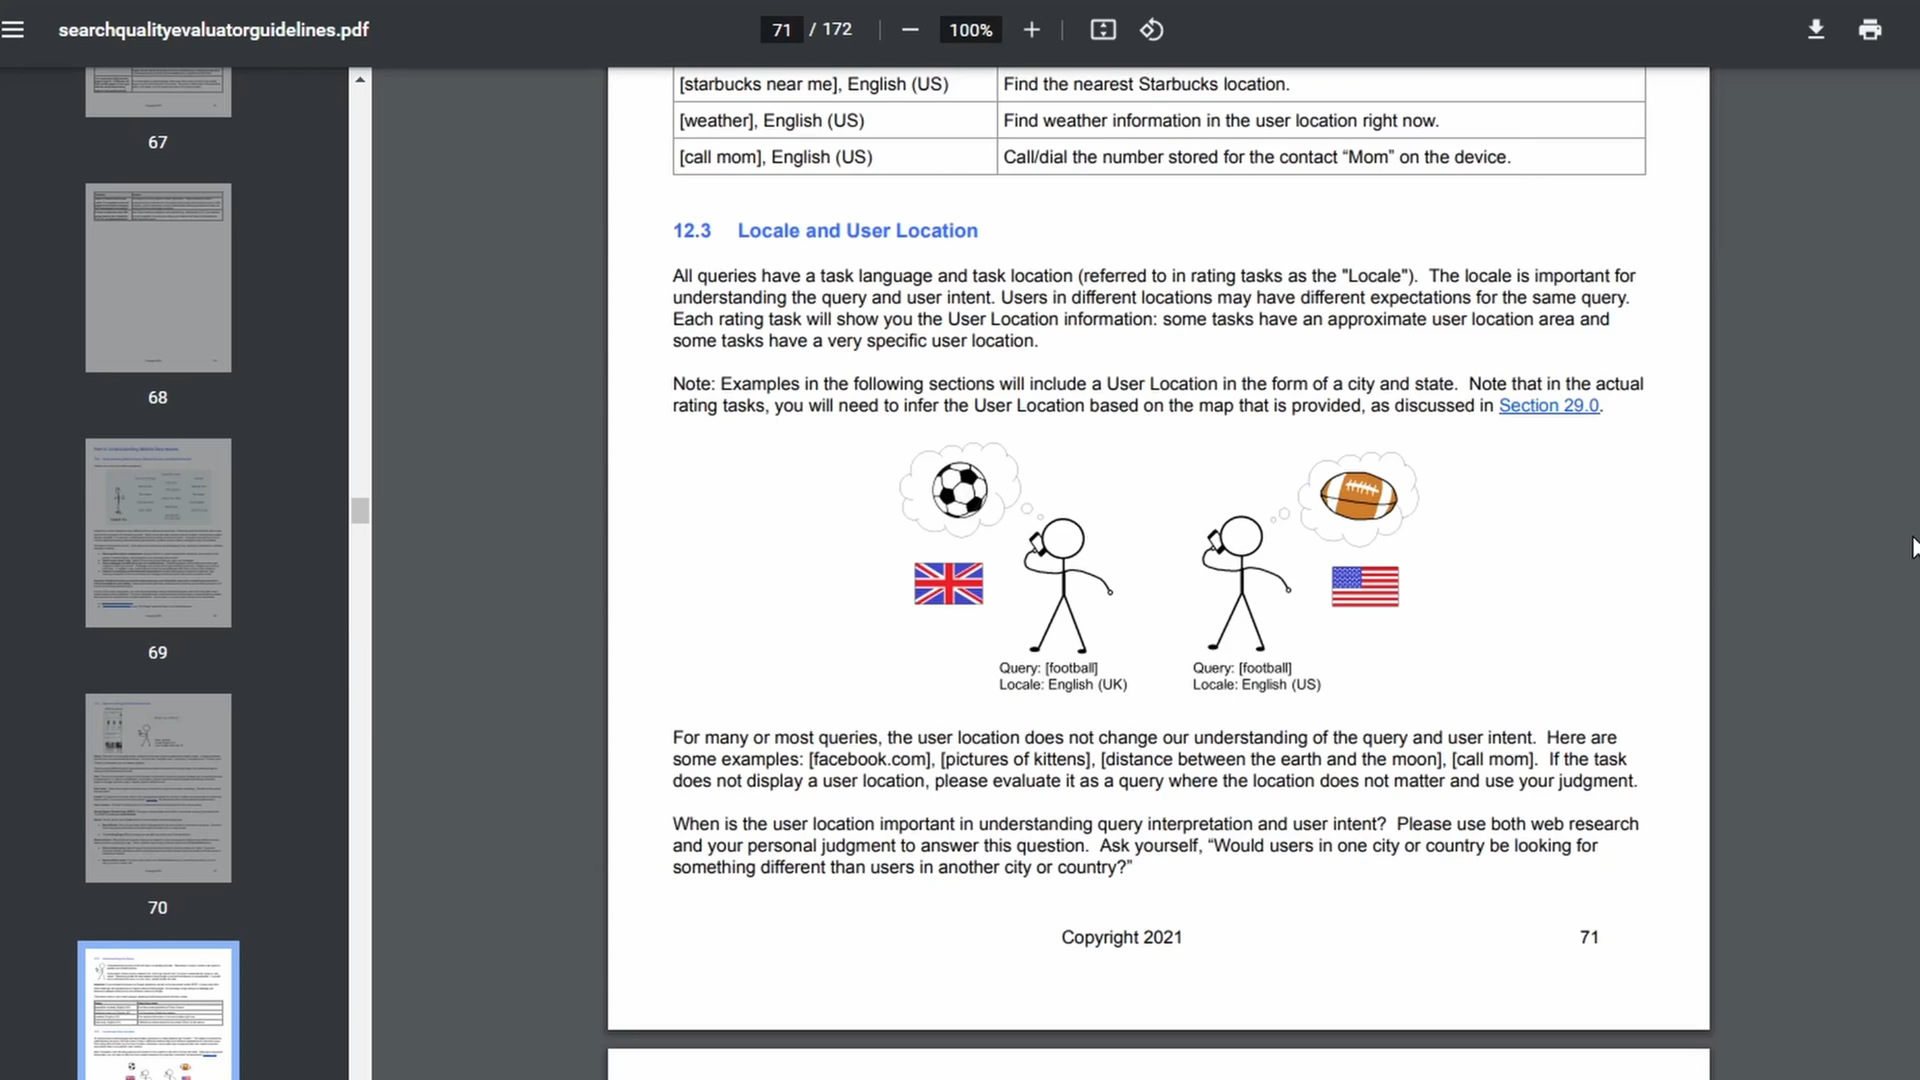 searchqualityevaluatorguidelines.pdf
71 / 172
100%
67
68
69
70
[starbucks near me], English (US) Find the nearest Starbucks location.
[weather], English (US) Find weather information in the user location right now.
[call mom], English (US) Call/dial the number stored for the contact “Mom” on the device.
12.3 Locale and User Location
All queries have a task language and task location (referred to in rating tasks as the "Locale"). The locale is important for
understanding the query and user intent. Users in different locations may have different expectations for the same query.
Each rating task will show you the User Location information: some tasks have an approximate user location area and
some tasks have a very specific user location.
Note: Examples in the following sections will include a User Location in the form of a city and state. Note that in the actual
rating tasks, you will need to infer the User Location based on the map that is provided, as discussed in Section 29.0.
Query: [football]
Locale: English (UK)
Query: [football]
Locale: English (US)
For many or most queries, the user location does not change our understanding of the query and user intent. Here are
some examples: [facebook.com], [pictures of kittens], [distance between the earth and the moon], [call mom]. If the task
does not display a user location, please evaluate it as a query where the location does not matter and use your judgment.
When is the user location important in understanding query interpretation and user intent? Please use both web research
and your personal judgment to answer this question. Ask yourself, “Would users in one city or country be looking for
something different than users in another city or country?”
Copyright 2021
71